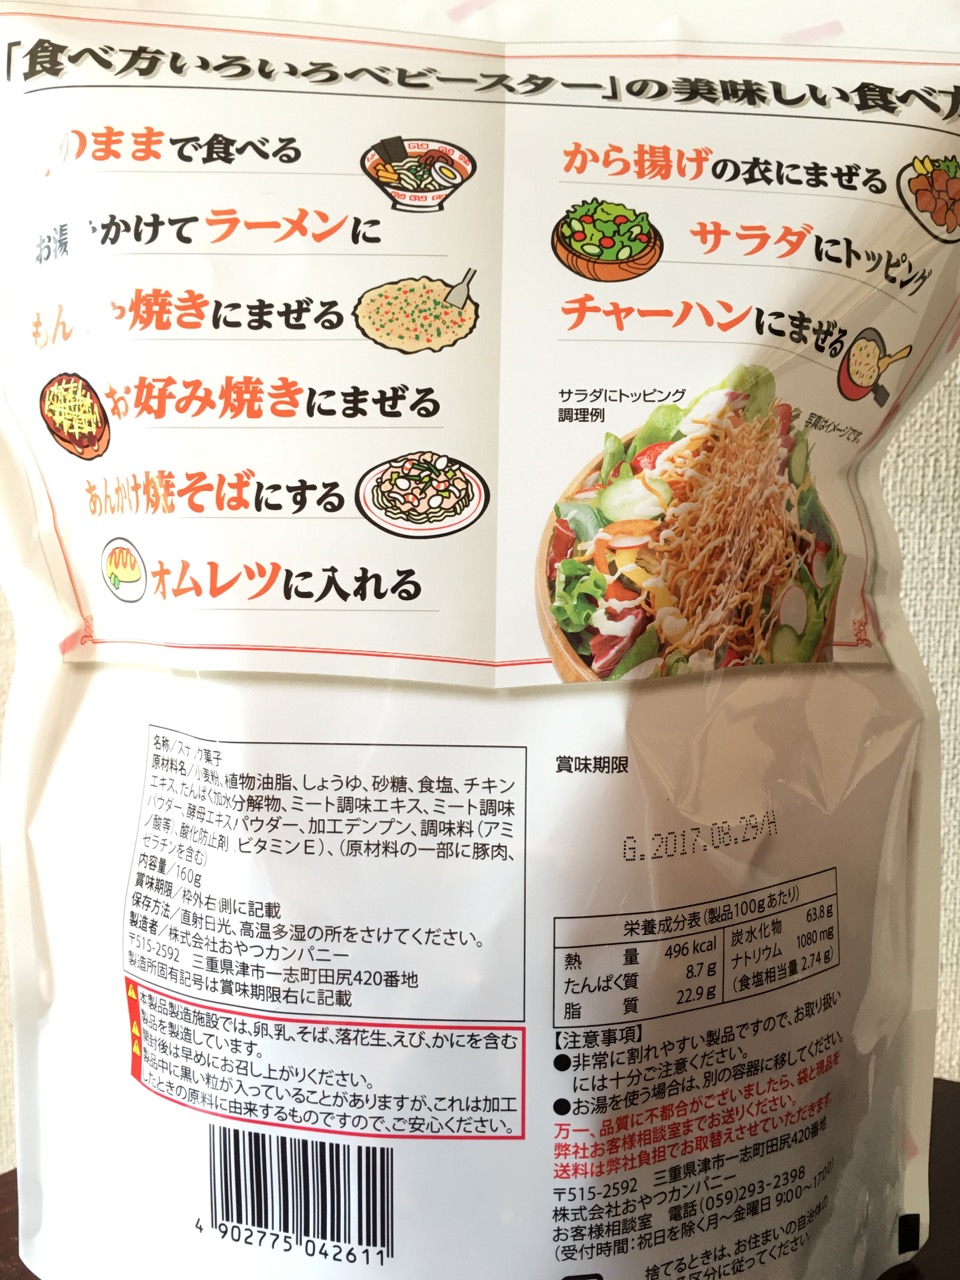 「食べ方いろいろベビースター」の美味しい食べ方
のままで食べる
お湯 かけてラーメンに
もん 焼きにまぜる
お好み焼きにまぜる
あんかけ焼そばにする
オムレツに入れる
から揚げの衣にまぜる
サラダにトッピング
チャーハンにまぜる
サラダにトッピング
調理例
写真はイメージです。
名称/スナック菓子
原材料名/小麦粉、植物油脂、しょうゆ、砂糖、食塩、チキン
エキス、たんぱく加水分解物、ミート調味エキス、ミート調味
パウダー、酵母エキスパウダー、加工デンプン、調味料(アミ
ノ酸等)、酸化防止剤(ビタミンE)、(原材料の一部に豚肉、
ゼラチンを含む)
内容量/160g
賞味期限/枠外右側に記載
保存方法/直射日光、高温多湿の所をさけてください。
製造者/株式会社おやつカンパニー
〒515-2592 三重県津市一志町田尻420番地
製造所固有記号は賞味期限右に記載
本製品製造施設では、卵、乳、そば、落花生、えび、かにを含む
製品を製造しています。
開封後は早めにお召し上がりください。
製品中に黒い粒が入っていることがありますが、これは加工
したときの原料に由来するものですので、ご安心ください。
4 902775 042611
賞味期限
G.2017.08.29/H
栄養成分表(製品100gあたり)
熱量 496kcal
たんぱく質 8.7g
脂質 22.9g
炭水化物 63.8g
ナトリウム 1080mg
(食塩相当量 2.74g)
【注意事項】
●非常に割れやすい製品ですので、お取り扱い
には十分ご注意ください。
●お湯を使う場合は、別の容器に移してください。
万一、品質に不都合がございましたら、袋と現品を
弊社お客様相談室までお送りください。
送料は弊社負担でお取替えさせていただきます。
〒515-2592 三重県津市一志町田尻420番地
株式会社おやつカンパニー
お客様相談室 電話(059)293-2398
(受付時間:祝日を除く月～金曜日 9:00～17:00)
捨てるときは、お住まいの自治体の
区分に従ってください